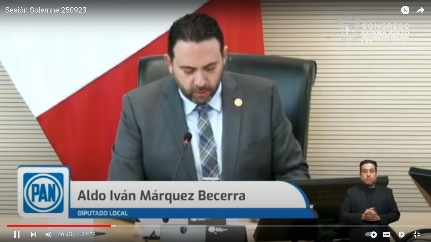 Sesión Solemne 250923
PAN
Aldo Iván Márquez Becerra
DIPUTADO LOCAL